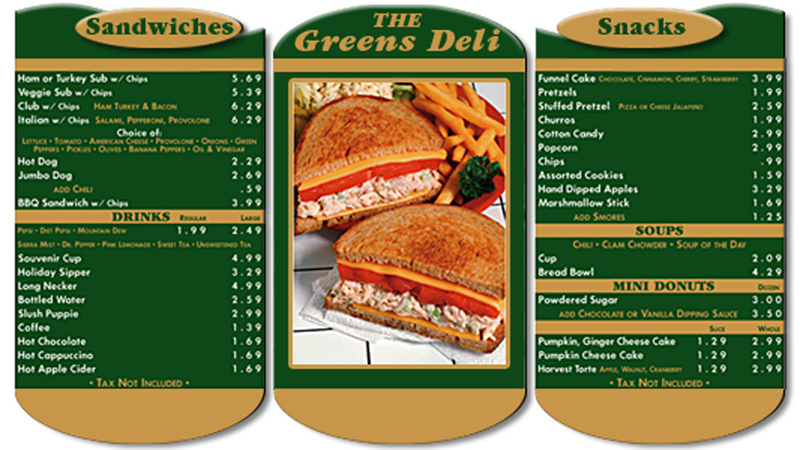 Sandwiches
Ham or Turkey Sub w/ Chips 5.69
Veggie Sub w/ Chips 5.39
Club w/ Chips Ham Turkey & Bacon 6.29
Italian w/ Chips Salami, Pepperoni, Provolone 6.29
Choice of:
Lettuce • Tomato • American Cheese • Provolone • Onions • Green
Peppers • Pickles • Olives • Banana Peppers • Oil & Vinegar
Hot Dog 2.29
Jumbo Dog 2.69
add Chili .59
BBQ Sandwich w/ Chips 3.99
DRINKS Regular Large
Pepsi • Diet Pepsi • Mountain Dew 1.99 2.49
Sierra Mist • Dr. Pepper • Pink Lemonade • Sweet Tea • Unsweetened Tea
Souvenir Cup 4.99
Holiday Sipper 3.29
Long Necker 4.99
Bottled Water 2.59
Slush Puppie 2.99
Coffee 1.39
Hot Chocolate 1.69
Hot Cappuccino 1.69
Hot Apple Cider 1.69
• Tax Not Included •
THE
Greens Deli
Snacks
Funnel Cake Chocolate, Cinnamon, Cherry, Strawberry 3.99
Pretzels 1.99
Stuffed Pretzel Pizza or Cheese Jalapeño 2.59
Churros 1.99
Cotton Candy 2.99
Popcorn 2.99
Chips .99
Assorted Cookies 1.59
Hand Dipped Apples 3.29
Marshmallow Stick 1.69
add Smores 1.25
SOUPS
Chili • Clam Chowder • Soup of the Day
Cup 2.09
Bread Bowl 4.29
MINI DONUTS Dozen
Powdered Sugar 3.00
add Chocolate or Vanilla Dipping Sauce 3.50
Slice Whole
Pumpkin, Ginger Cheese Cake 1.29 2.99
Pumpkin Cheese Cake 1.29 2.99
Harvest Torte Apple, Walnut, Cranberry 1.29 2.99
• Tax Not Included •